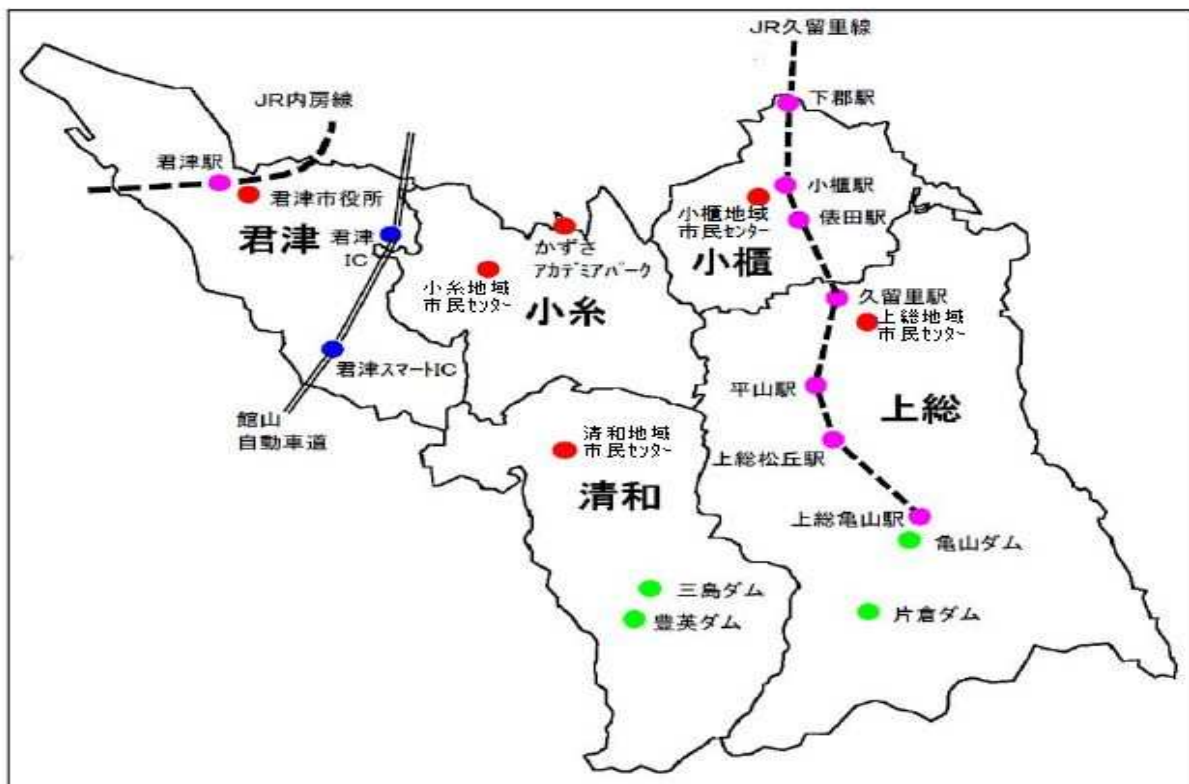 JR久留里線
下郡駅
JR内房線
君津駅
君津市役所
君津
君津
IC
かずさ
アカデミアパーク
小糸地域
市民センター
小糸
小櫃駅
小櫃地域
市民センター
俵田駅
小櫃
久留里駅
上総地域
市民センター
君津スマートIC
館山
自動車道
平山駅
上総
清和地域
市民センター
上総松丘駅
清和
上総亀山駅
亀山ダム
三島ダム
豊英ダム
片倉ダム